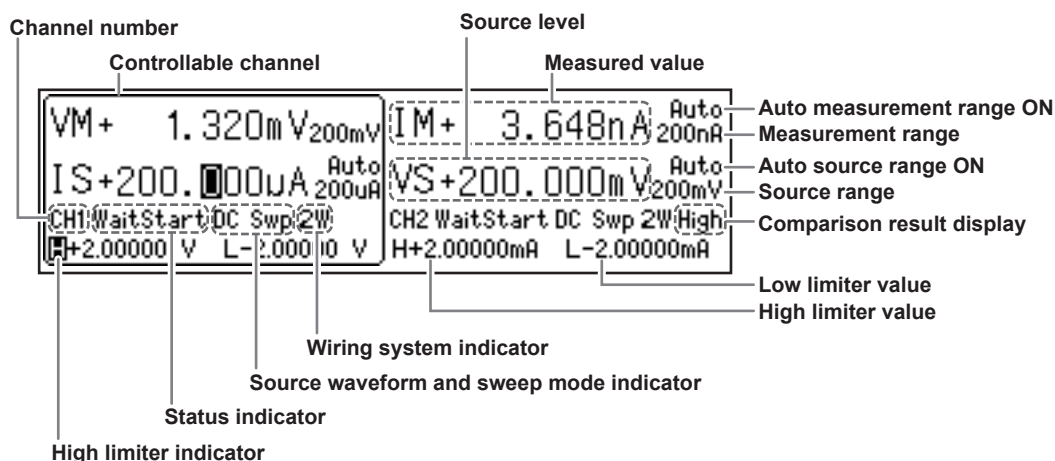 Channel number
Source level
Controllable channel
Measured value
VM+ 1.320mV 200mV
IM+ 3.648nA Auto 200nA
Auto measurement range ON
Measurement range
IS+200.000uA Auto 200uA
VS+200.000mV Auto 200mV
Auto source range ON
Source range
CH1 WaitStart DC Swp 2W
CH2 WaitStart DC Swp 2W High
Comparison result display
H+2.00000 V L-2.00000 V
H+2.00000mA L-2.00000mA
Low limiter value
High limiter value
Wiring system indicator
Source waveform and sweep mode indicator
Status indicator
High limiter indicator